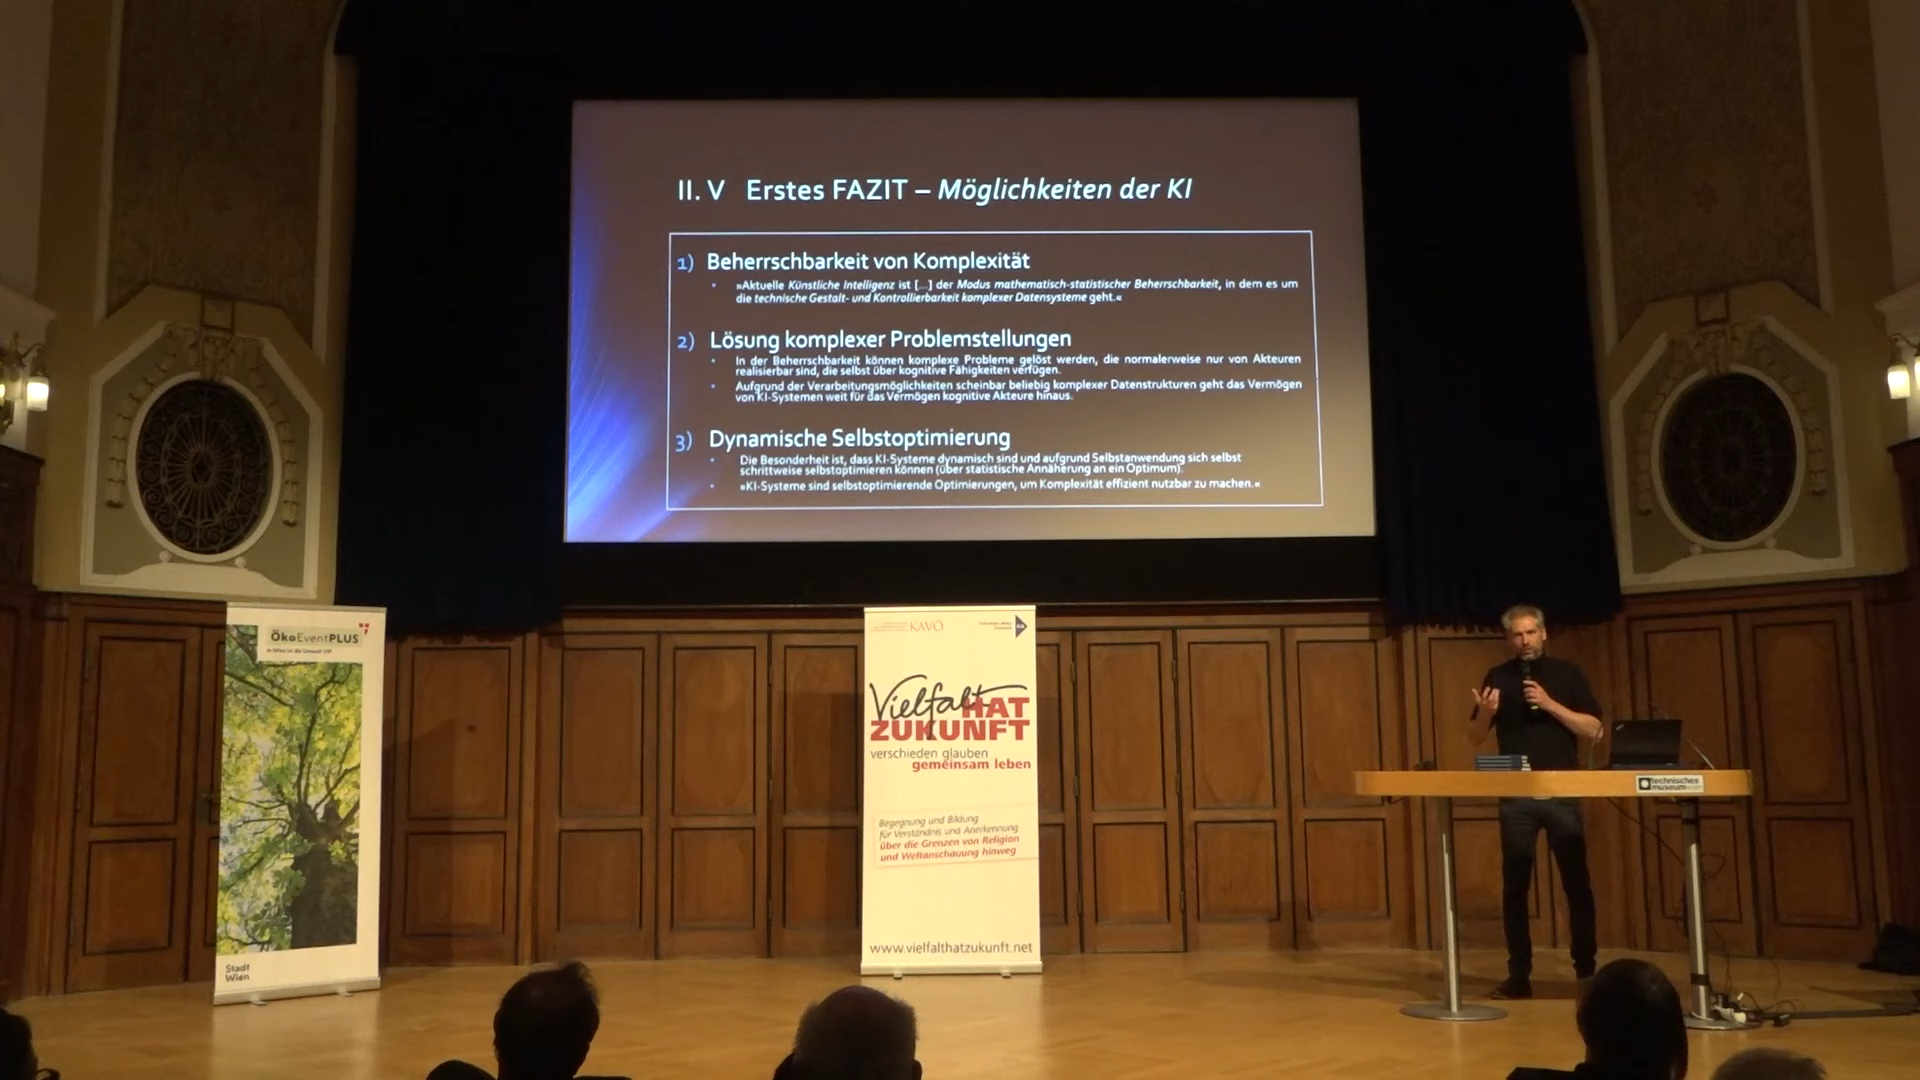 II. V Erstes FAZIT – Möglichkeiten der KI
1) Beherrschbarkeit von Komplexität
▪ »Aktuelle Künstliche Intelligenz ist [...] der Modus mathematisch-statistischer Beherrschbarkeit, in dem es um
die technische Gestalt- und Kontrollierbarkeit komplexer Datensysteme geht.«
2) Lösung komplexer Problemstellungen
▪ In der Beherrschbarkeit können komplexe Probleme gelöst werden, die normalerweise nur von Akteuren
realisierbar sind, die selbst über kognitive Fähigkeiten verfügen.
▪ Aufgrund der Verarbeitungsmöglichkeiten scheinbar beliebig komplexer Datenstrukturen geht das Vermögen
von KI-Systemen weit für das Vermögen kognitive Akteure hinaus.
3) Dynamische Selbstoptimierung
▪ Die Besonderheit ist, dass KI-Systeme dynamisch sind und aufgrund Selbstanwendung sich selbst
schrittweise selbstoptimieren können (über statistische Annäherung an ein Optimum).
▪ »KI-Systeme sind selbstoptimierende Optimierungen, um Komplexität effizient nutzbar zu machen.«
ÖkoEventPLUS
Stadt
Wien
KAVÖ
Vielfalt HAT
ZUKUNFT
verschieden glauben
gemeinsam leben
Begegnung und Bildung
für Verständnis und Anerkennung
über die Grenzen von Religion
und Weltanschauung hinweg
www.vielfalthatzukunft.net
technisches
museum